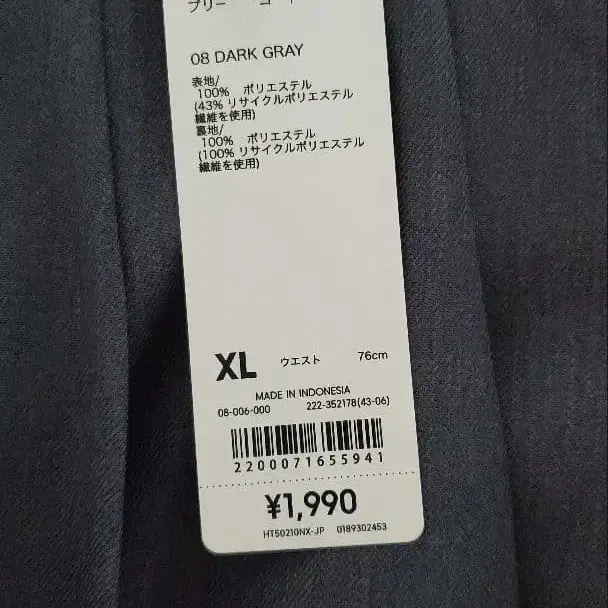 08 DARK GRAY
表地/
100% ポリエステル
(43% リサイクルポリエステル
繊維を使用)
裏地/
100% ポリエステル
(100% リサイクルポリエステル
繊維を使用)
XL ウエスト 76cm
MADE IN INDONESIA
08-006-000 222-352178(43-06)
2200071655941
¥1,990
HT50210NX-JP 0189302453